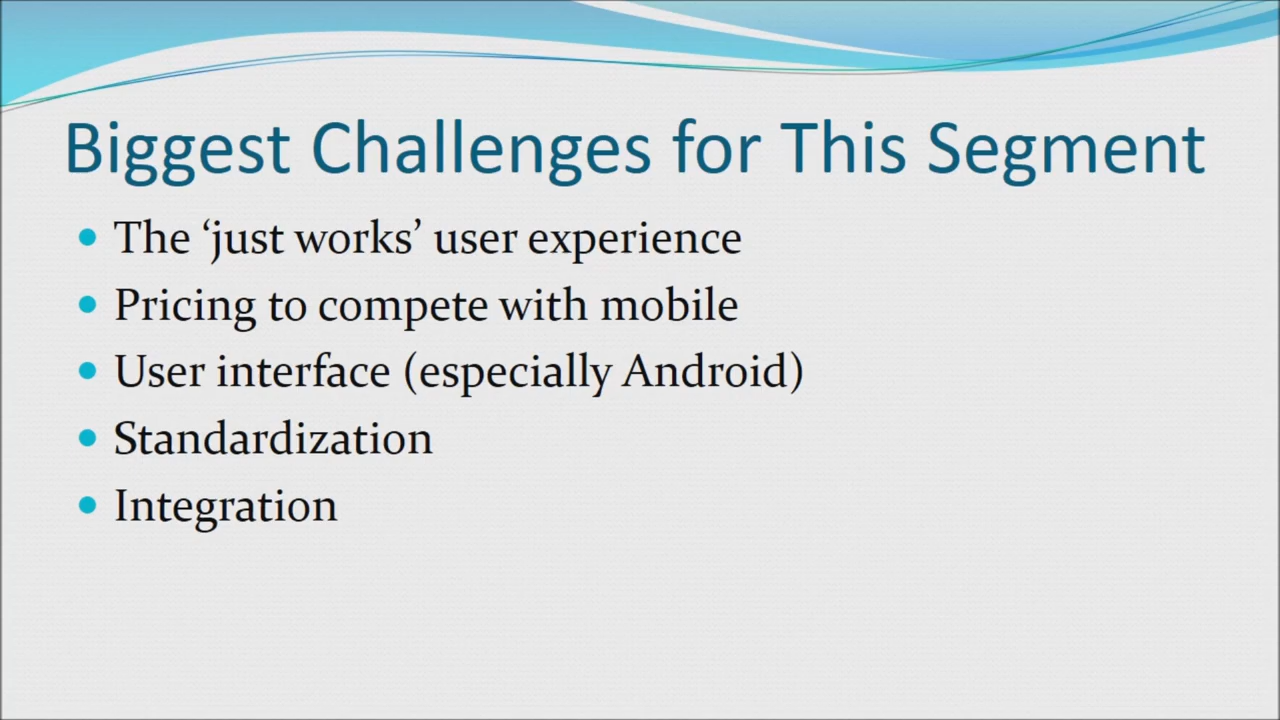 Biggest Challenges for This Segment
• The ‘just works’ user experience
• Pricing to compete with mobile
• User interface (especially Android)
• Standardization
• Integration